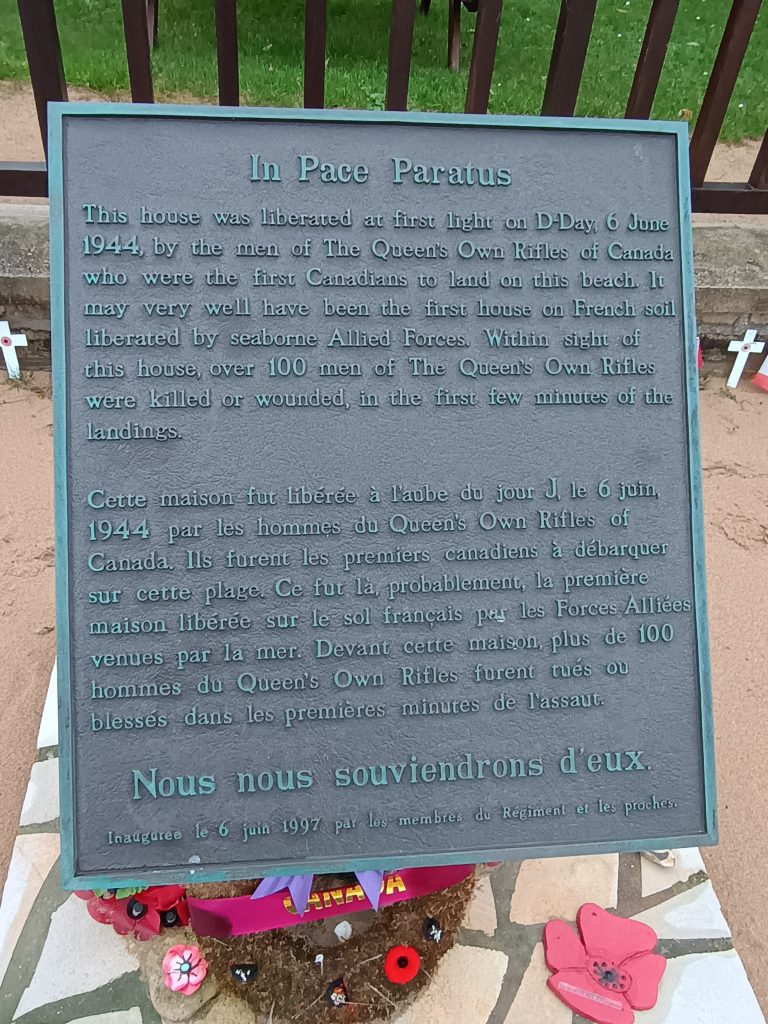 In Pace Paratus
This house was liberated at first light on D-Day, 6 June
1944, by the men of The Queen's Own Rifles of Canada
who were the first Canadians to land on this beach. It
may very well have been the first house on French soil
liberated by seaborne Allied Forces. Within sight of
this house, over 100 men of The Queen's Own Rifles
were killed or wounded, in the first few minutes of the
landings.
Cette maison fut libérée à l'aube du jour J, le 6 juin,
1944 par les hommes du Queen's Own Rifles of
Canada. Ils furent les premiers canadiens à débarquer
sur cette plage. Ce fut là, probablement, la première
maison libérée sur le sol français par les Forces Alliées
venues par la mer. Devant cette maison, plus de 100
hommes du Queen's Own Rifles furent tués ou
blessés dans les premières minutes de l'assaut.
Nous nous souviendrons d'eux.
Inaugurée le 6 juin 1997 par les membres du Régiment et les proches.
CANADA